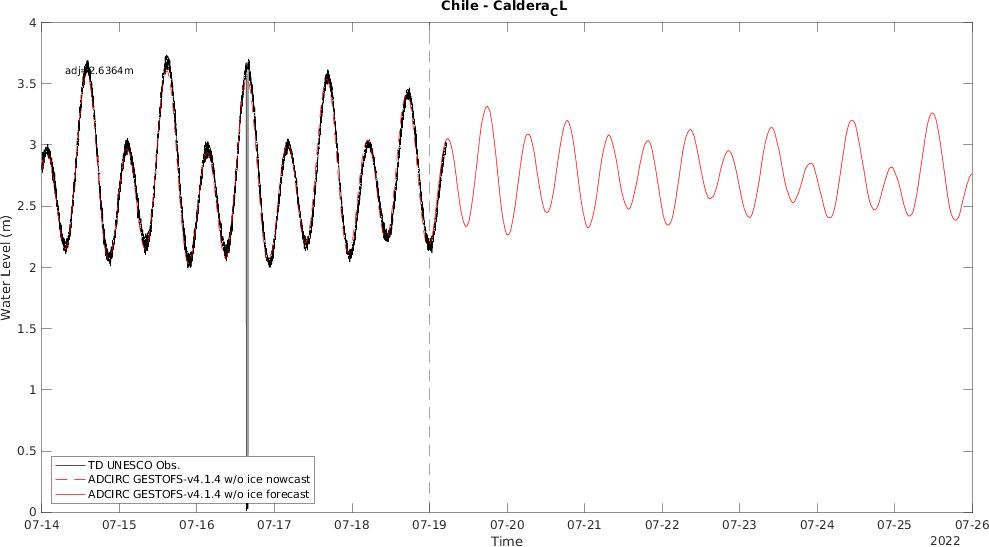 Chile - Caldera_CL
4
adj=2.6364m
3.5
3
2.5
2
1.5
1
0.5
0
Water Level (m)
TD UNESCO Obs.
ADCIRC GESTOFS-v4.1.4 w/o ice nowcast
ADCIRC GESTOFS-v4.1.4 w/o ice forecast
07-14 07-15 07-16 07-17 07-18 07-19 07-20 07-21 07-22 07-23 07-24 07-25 07-26
Time
2022